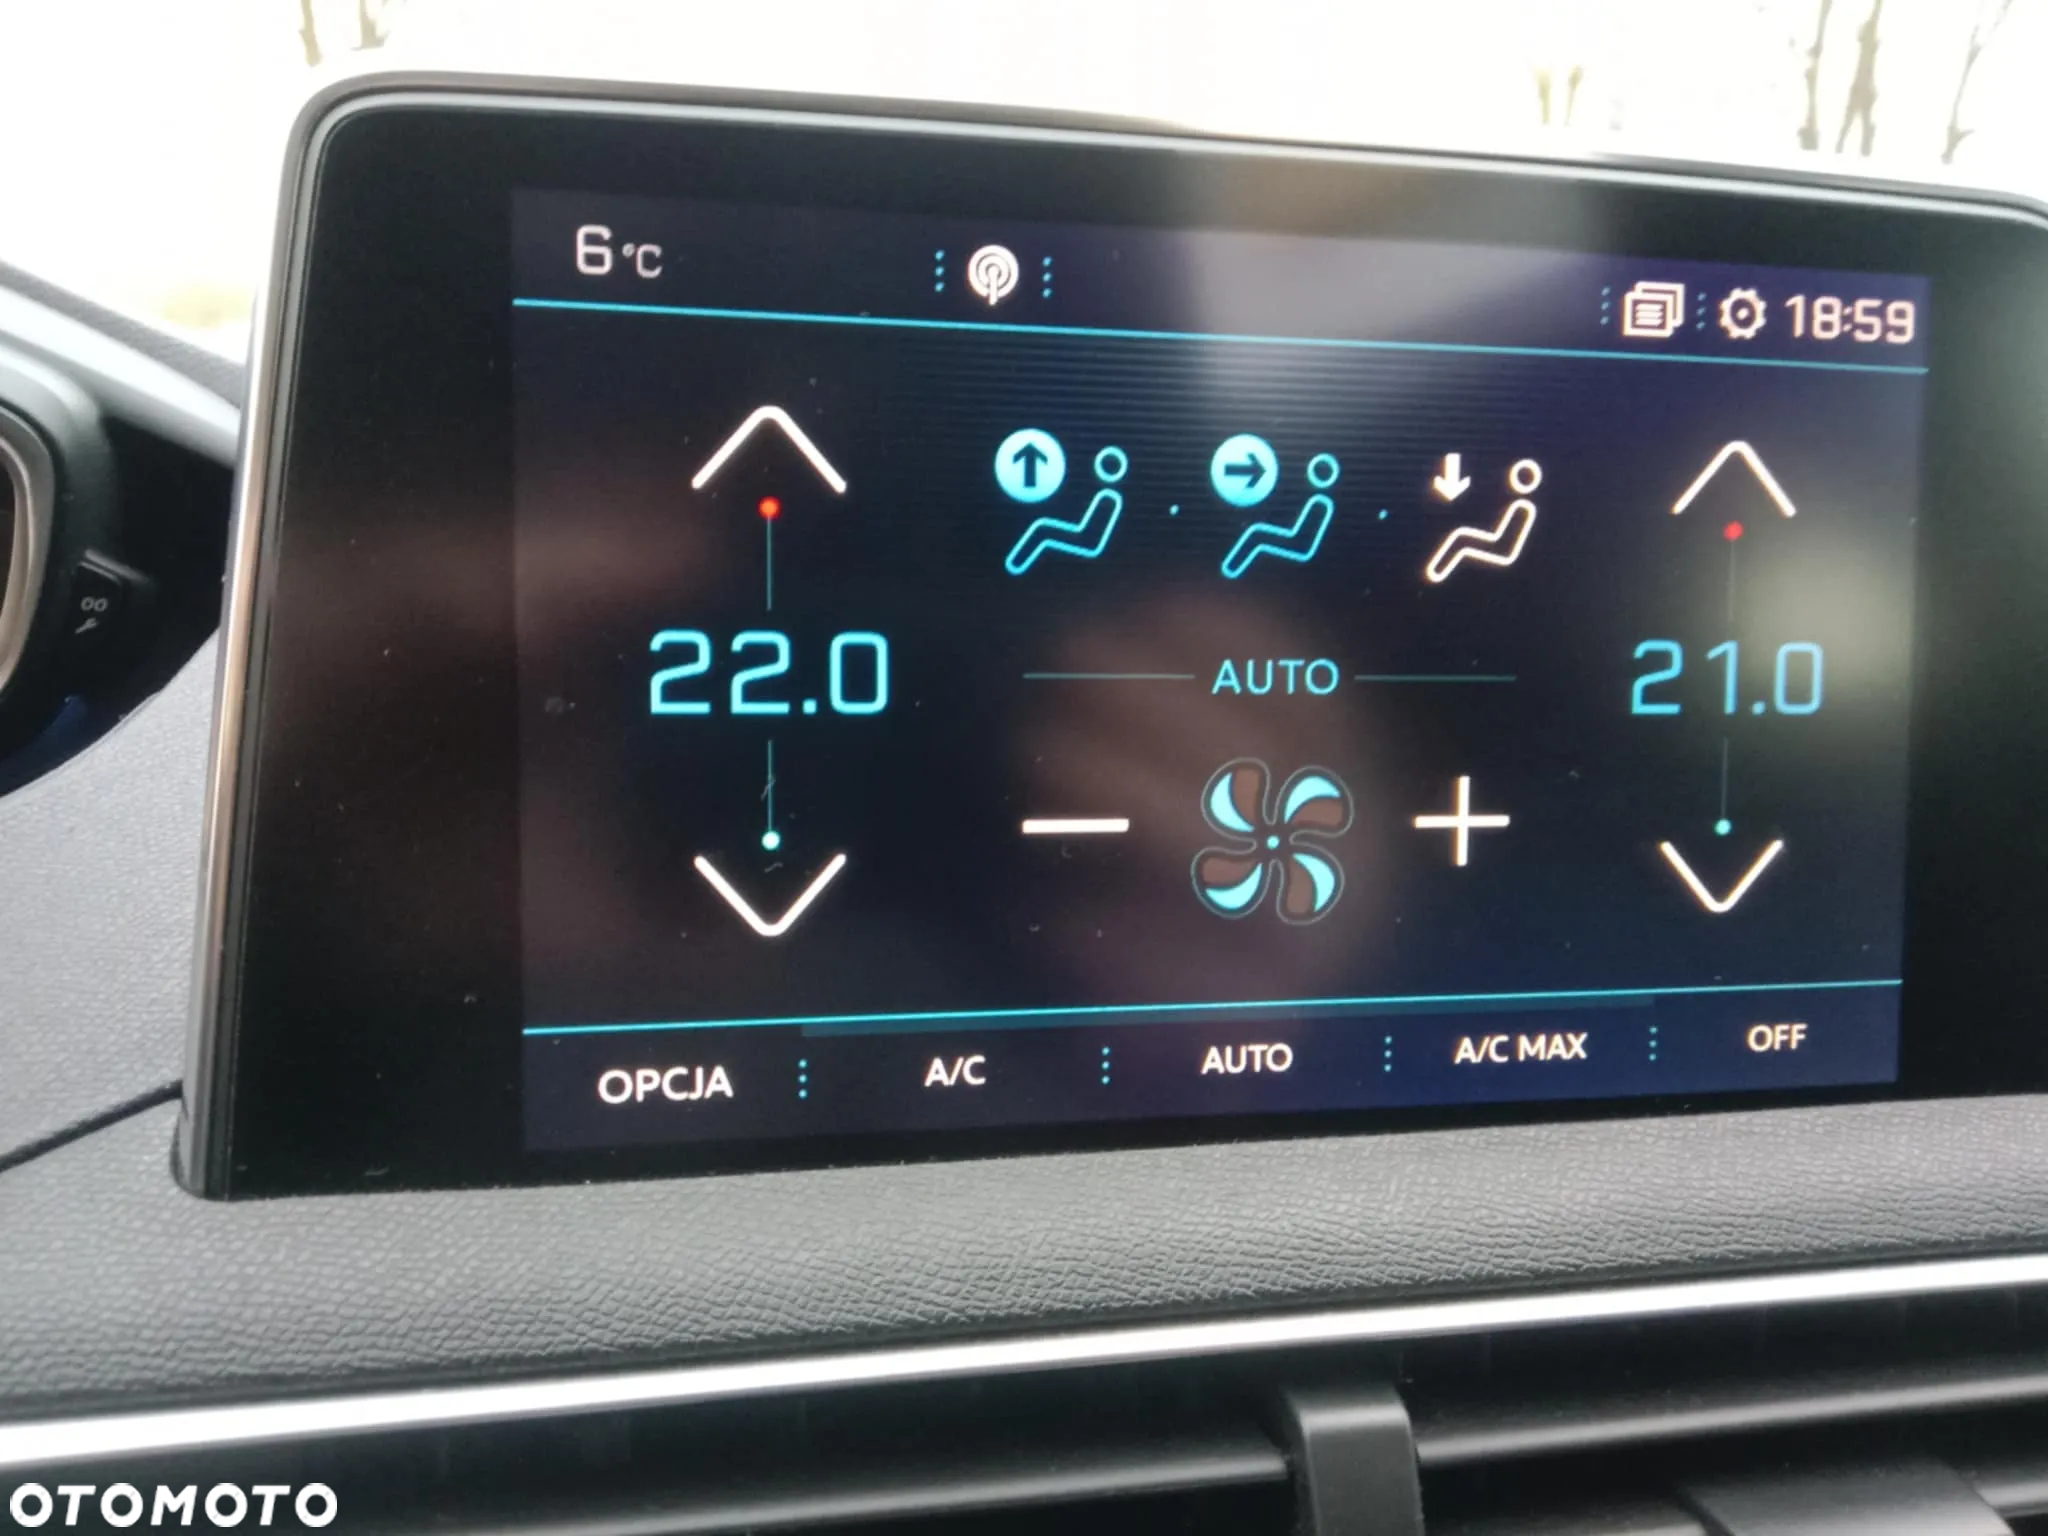 6 °C
18:59
22.0
AUTO
21.0
OPCJA
A/C
AUTO
A/C MAX
OFF
OTOMOTO